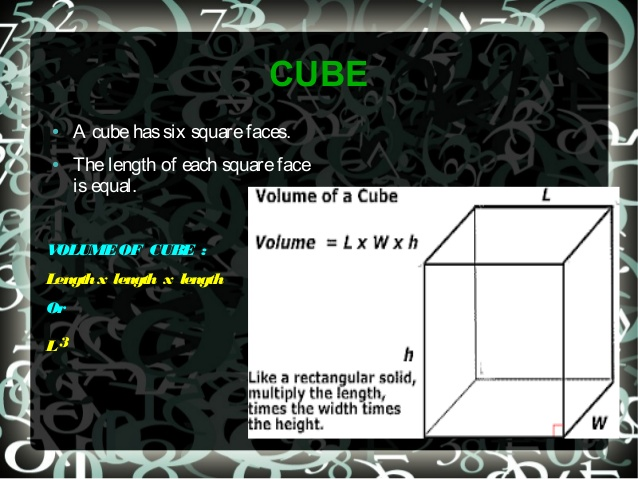 CUBE
• A cube has six square faces.
• The length of each square face
is equal.
VOLUME OF CUBE :
Length x length x length
Or
L3
Volume of a Cube
Volume = L x W x h
L
h
Like a rectangular solid,
multiply the length,
times the width times
the height.
W